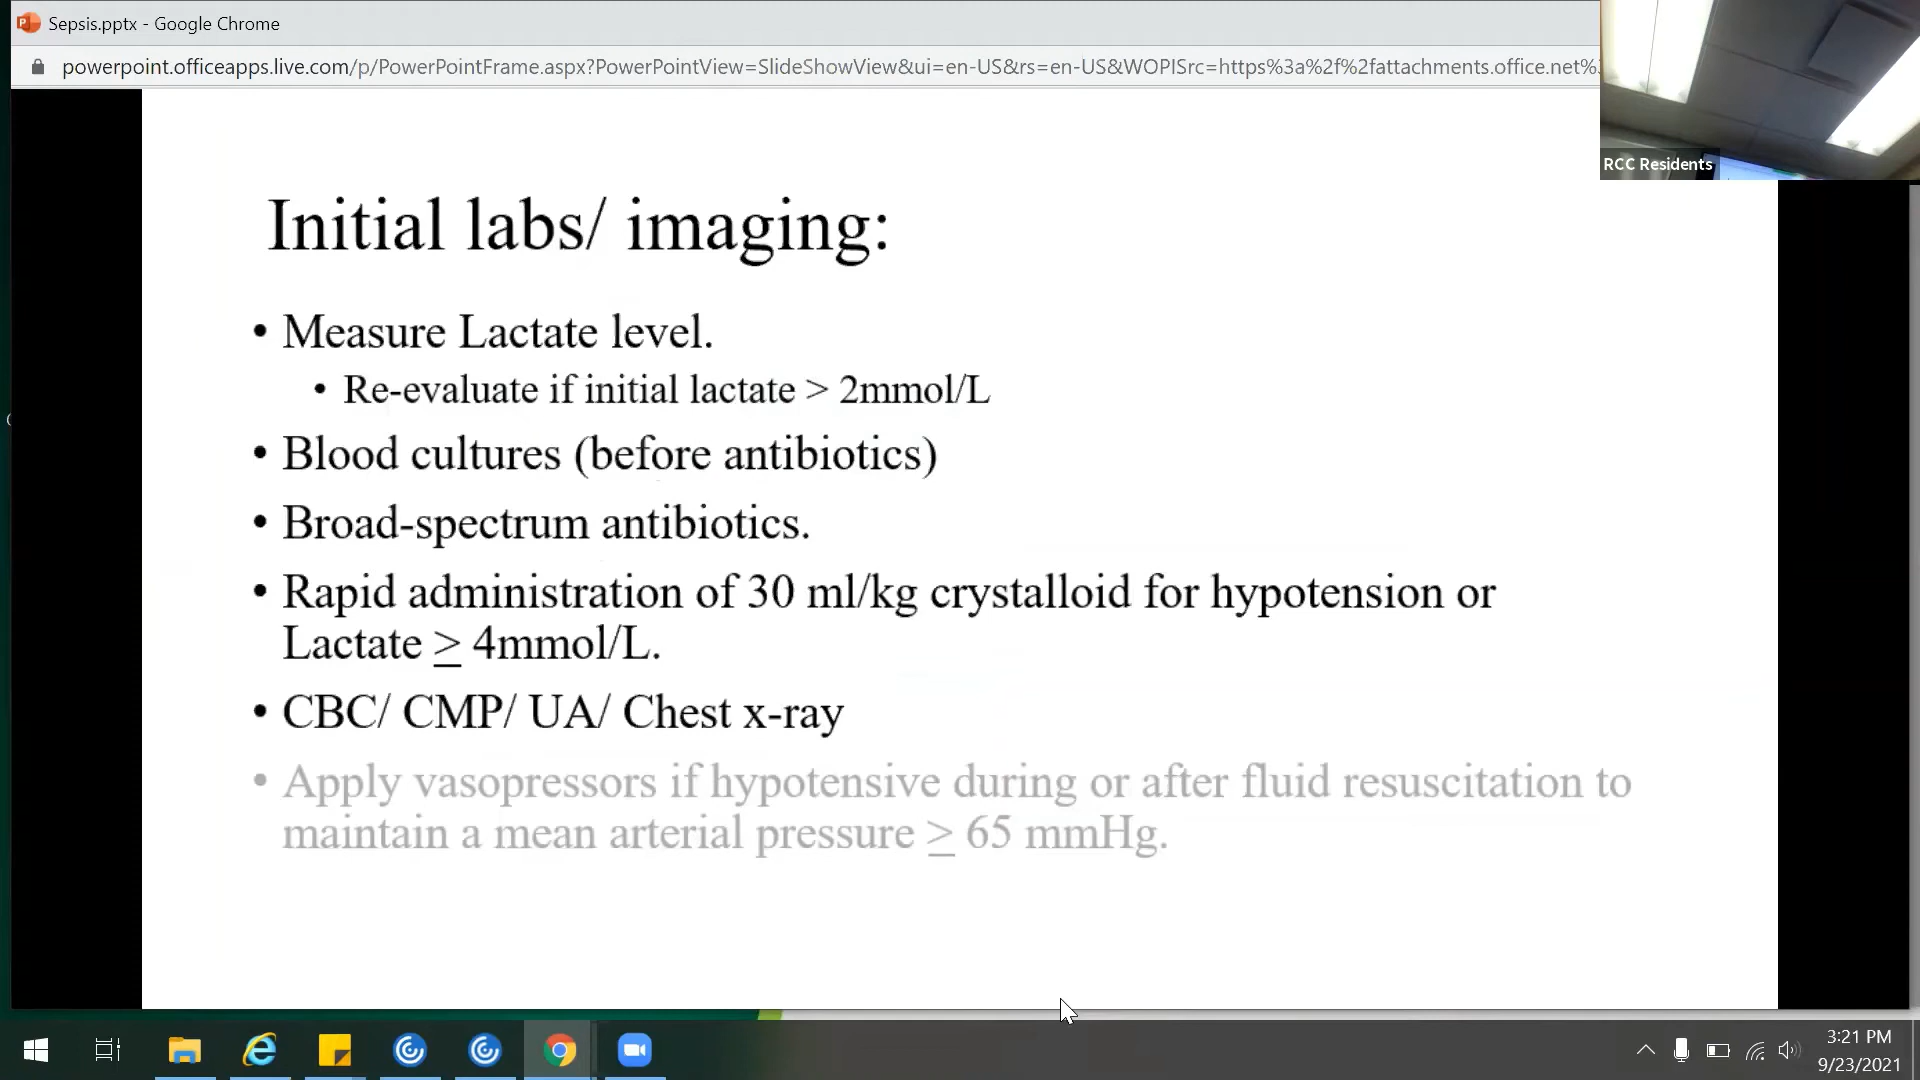 Sepsis.pptx - Google Chrome
powerpoint.officeapps.live.com/p/PowerPointFrame.aspx?PowerPointView=SlideShowView&ui=en-US&rs=en-US&WOPISrc=https%3a%2f%2fattachments.office.net%
RCC Residents
Initial labs/ imaging:
• Measure Lactate level.
• Re-evaluate if initial lactate > 2mmol/L
• Blood cultures (before antibiotics)
• Broad-spectrum antibiotics.
• Rapid administration of 30 ml/kg crystalloid for hypotension or
Lactate ≥ 4mmol/L.
• CBC/ CMP/ UA/ Chest x-ray
• Apply vasopressors if hypotensive during or after fluid resuscitation to
maintain a mean arterial pressure ≥ 65 mmHg.
3:21 PM
9/23/2021